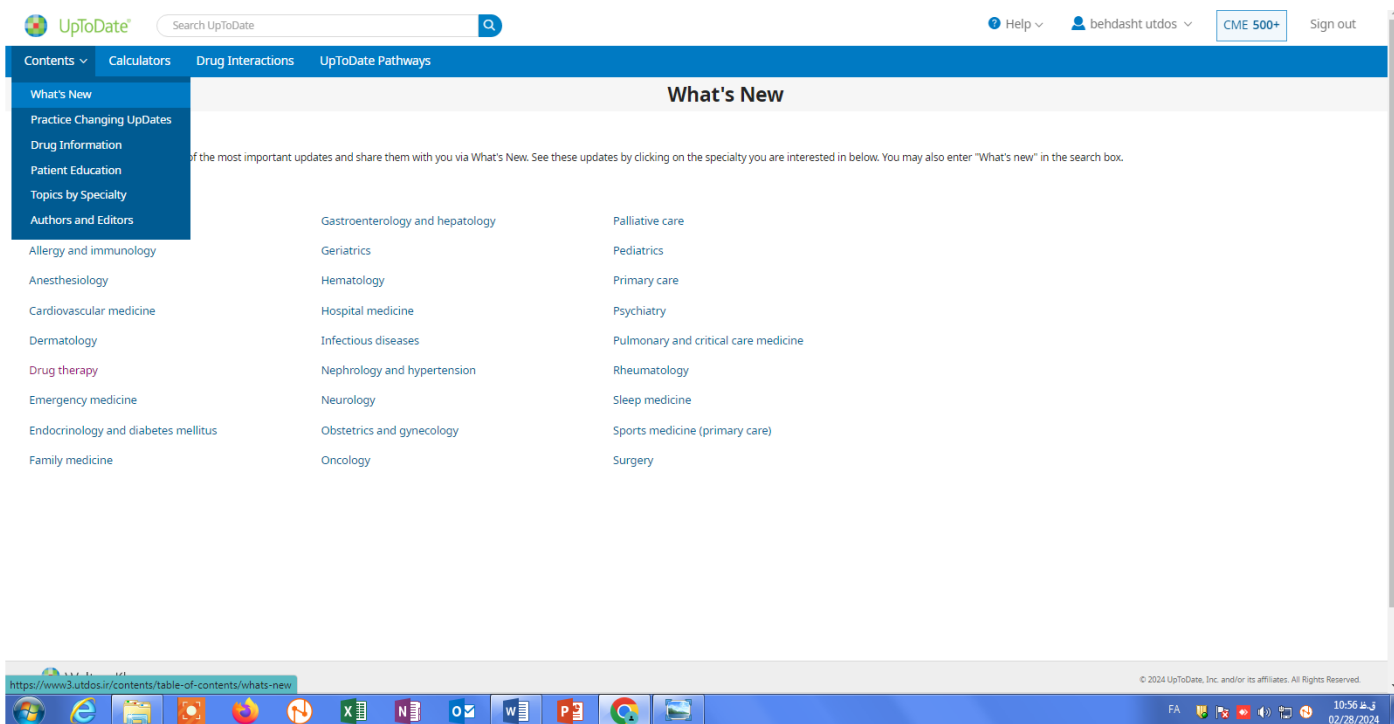 UpToDate®
Search UpToDate
Help
behdasht utdos
CME 500+
Sign out
Contents
Calculators
Drug Interactions
UpToDate Pathways
What's New
Practice Changing UpDates
Drug Information
Patient Education
Topics by Specialty
Authors and Editors
What's New
of the most important updates and share them with you via What's New. See these updates by clicking on the specialty you are interested in below. You may also enter "What's new" in the search box.
Allergy and immunology
Anesthesiology
Cardiovascular medicine
Dermatology
Drug therapy
Emergency medicine
Endocrinology and diabetes mellitus
Family medicine
Gastroenterology and hepatology
Geriatrics
Hematology
Hospital medicine
Infectious diseases
Nephrology and hypertension
Neurology
Obstetrics and gynecology
Oncology
Palliative care
Pediatrics
Primary care
Psychiatry
Pulmonary and critical care medicine
Rheumatology
Sleep medicine
Sports medicine (primary care)
Surgery
https://www3.utdos.ir/contents/table-of-contents/whats-new
© 2024 UpToDate, Inc. and/or its affiliates. All Rights Reserved.
FA
10:56 ق.ظ
02/28/2024